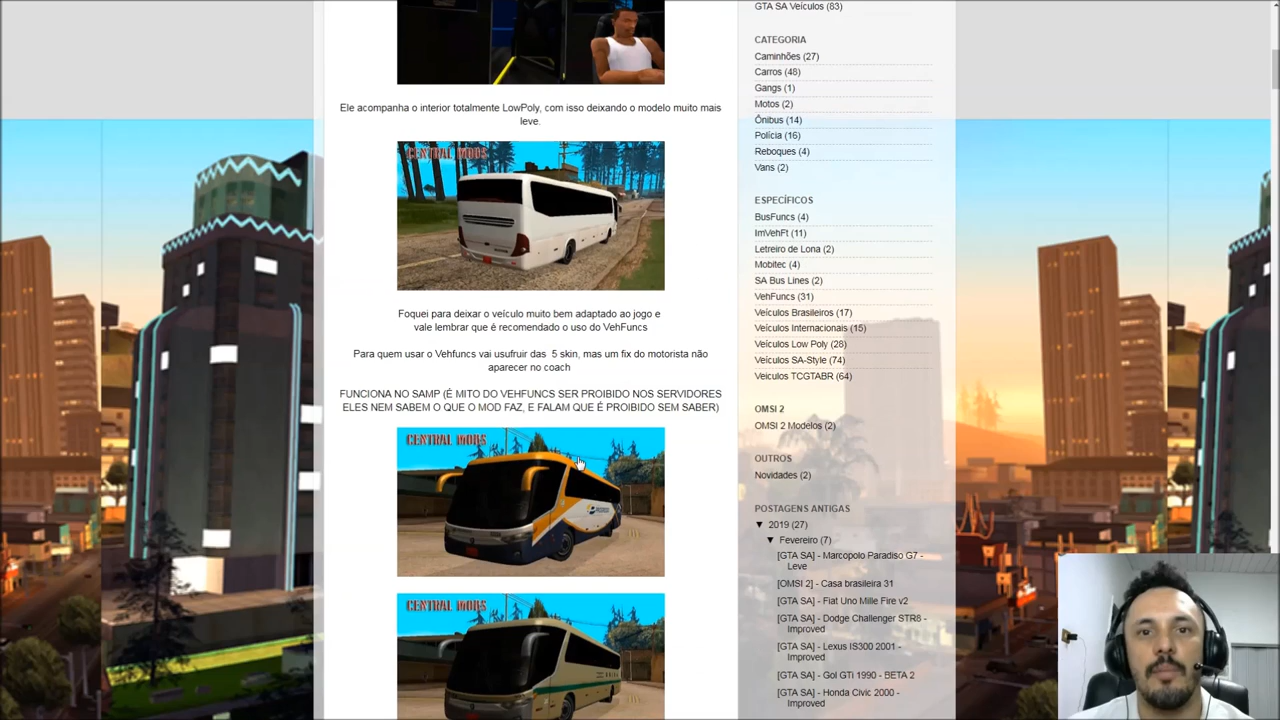 Ele acompanha o interior totalmente LowPoly, com isso deixando o modelo muito mais
leve.
CENTRAL MODS
Foquei para deixar o veículo muito bem adaptado ao jogo e
vale lembrar que é recomendado o uso do VehFuncs
Para quem usar o Vehfuncs vai usufruir das  5 skin, mas um fix do motorista não
aparecer no coach
FUNCIONA NO SAMP (É MITO DO VEHFUNCS SER PROIBIDO NOS SERVIDORES
ELES NEM SABEM O QUE O MOD FAZ, E FALAM QUE É PROIBIDO SEM SABER)
CENTRAL MODS
CENTRAL MODS
GTA SA Veículos (83)
CATEGORIA
Caminhões (27)
Carros (48)
Gangs (1)
Motos (2)
Ônibus (14)
Polícia (16)
Reboques (4)
Vans (2)
ESPECÍFICOS
BusFuncs (4)
ImVehFt (11)
Letreiro de Lona (2)
Mobitec (4)
SA Bus Lines (2)
VehFuncs (31)
Veículos Brasileiros (17)
Veículos Internacionais (15)
Veículos Low Poly (28)
Veículos SA-Style (74)
Veiculos TCGTABR (64)
OMSI 2
OMSI 2 Modelos (2)
OUTROS
Novidades (2)
POSTAGENS ANTIGAS
▼ 2019 (27)
▼ Fevereiro (7)
[GTA SA] - Marcopolo Paradiso G7 -
Leve
[OMSI 2] - Casa brasileira 31
[GTA SA] - Fiat Uno Mille Fire v2
[GTA SA] - Dodge Challenger STR8 -
Improved
[GTA SA] - Lexus IS300 2001 -
Improved
[GTA SA] - Gol GTi 1990 - BETA 2
[GTA SA] - Honda Civic 2000 -
Improved